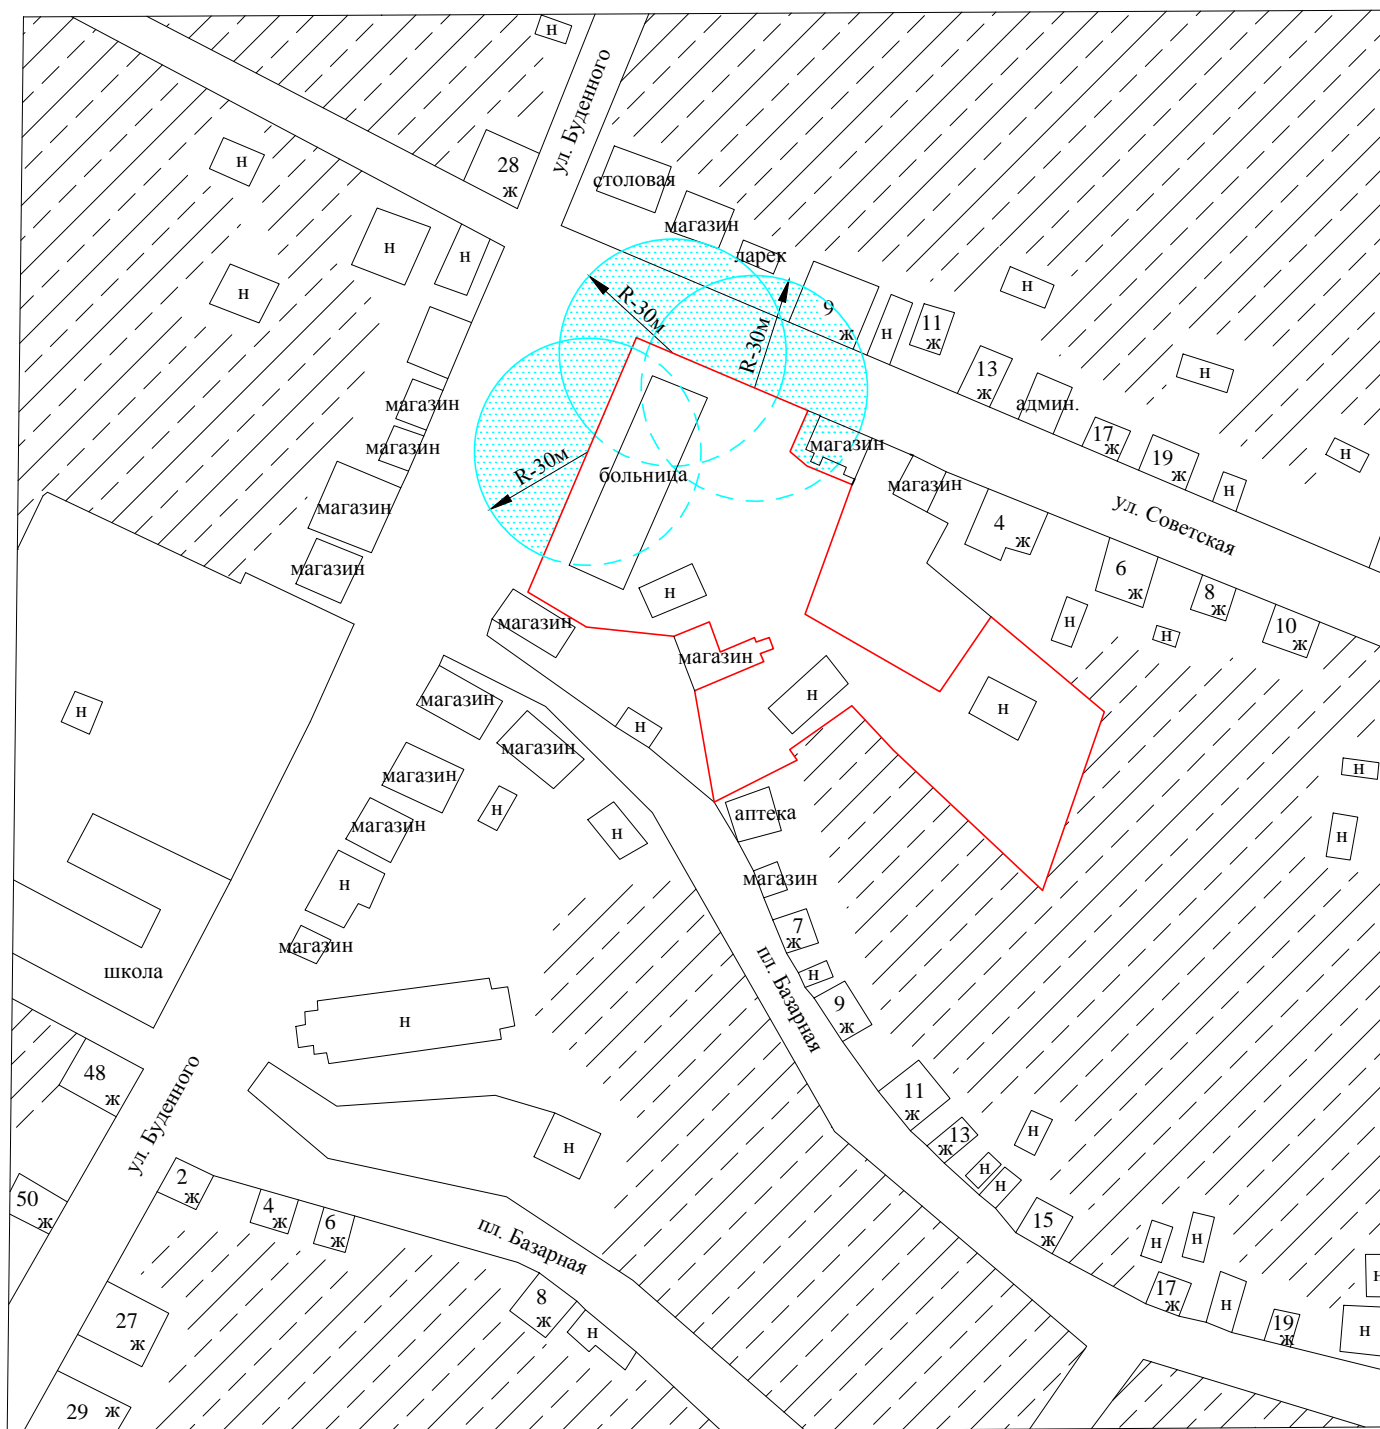 н
ул. Буденного
28
ж
н
столовая
магазин
ларек
н
н
н
н
R-30м
R-30м
9
ж
н
11
ж
13
ж
н
админ.
17
ж
19
ж
н
н
магазин
магазин
R-30м
больница
магазин
магазин
ул. Советская
магазин
магазин
4
ж
6
ж
8
ж
10
ж
н
н
н
магазин
магазин
н
н
н
магазин
магазин
н
н
магазин
н
магазин
н
аптека
н
н
н
магазин
магазин
7
ж
н
9
ж
пл. Базарная
школа
н
48
ж
ул. Буденного
н
11
ж
13
ж
н
н
н
50
ж
2
ж
4
ж
6
ж
пл. Базарная
15
ж
н
н
17
ж
н
19
ж
н
н
27
ж
8
ж
н
29
ж